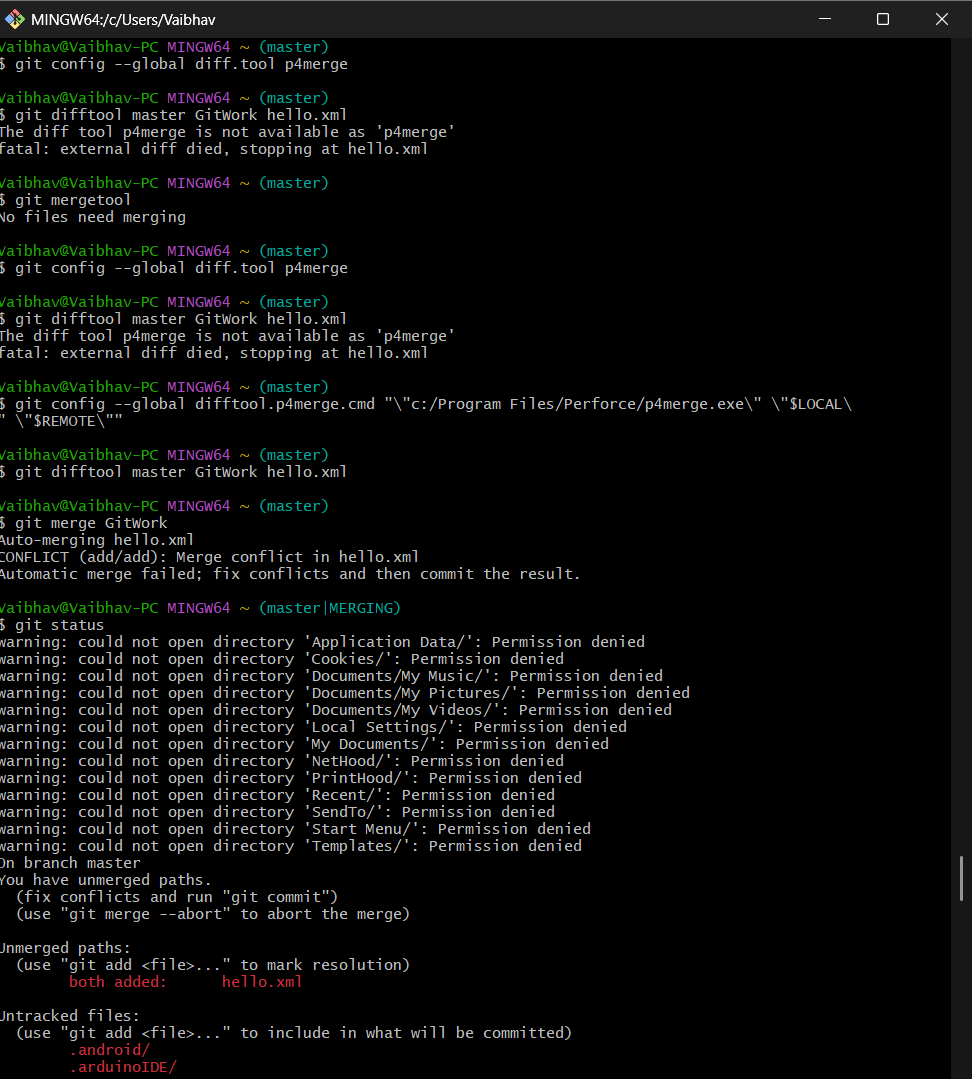 MINGW64:/c/Users/Vaibhav
Vaibhav@Vaibhav-PC MINGW64 ~ (master)
$ git config --global diff.tool p4merge
Vaibhav@Vaibhav-PC MINGW64 ~ (master)
$ git difftool master GitWork hello.xml
The diff tool p4merge is not available as 'p4merge'
fatal: external diff died, stopping at hello.xml
Vaibhav@Vaibhav-PC MINGW64 ~ (master)
$ git mergetool
No files need merging
Vaibhav@Vaibhav-PC MINGW64 ~ (master)
$ git config --global diff.tool p4merge
Vaibhav@Vaibhav-PC MINGW64 ~ (master)
$ git difftool master GitWork hello.xml
The diff tool p4merge is not available as 'p4merge'
fatal: external diff died, stopping at hello.xml
Vaibhav@Vaibhav-PC MINGW64 ~ (master)
$ git config --global difftool.p4merge.cmd "\"c:/Program Files/Perforce/p4merge.exe\" \"$LOCAL\
" \"$REMOTE\""
Vaibhav@Vaibhav-PC MINGW64 ~ (master)
$ git difftool master GitWork hello.xml
Vaibhav@Vaibhav-PC MINGW64 ~ (master)
$ git merge GitWork
Auto-merging hello.xml
CONFLICT (add/add): Merge conflict in hello.xml
Automatic merge failed; fix conflicts and then commit the result.
Vaibhav@Vaibhav-PC MINGW64 ~ (master|MERGING)
$ git status
warning: could not open directory 'Application Data/': Permission denied
warning: could not open directory 'Cookies/': Permission denied
warning: could not open directory 'Documents/My Music/': Permission denied
warning: could not open directory 'Documents/My Pictures/': Permission denied
warning: could not open directory 'Documents/My Videos/': Permission denied
warning: could not open directory 'Local Settings/': Permission denied
warning: could not open directory 'My Documents/': Permission denied
warning: could not open directory 'NetHood/': Permission denied
warning: could not open directory 'PrintHood/': Permission denied
warning: could not open directory 'Recent/': Permission denied
warning: could not open directory 'SendTo/': Permission denied
warning: could not open directory 'Start Menu/': Permission denied
warning: could not open directory 'Templates/': Permission denied
On branch master
You have unmerged paths.
(fix conflicts and run "git commit")
(use "git merge --abort" to abort the merge)
Unmerged paths:
(use "git add <file>..." to mark resolution)
both added: hello.xml
Untracked files:
(use "git add <file>..." to include in what will be committed)
.android/
.arduinoIDE/